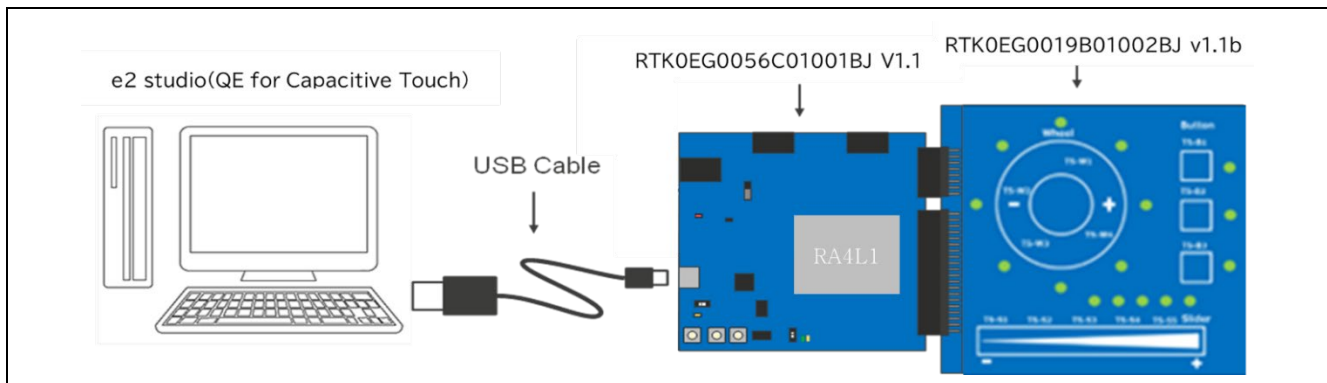 RTK0EG0019B01002BJ v1.1b
RTK0EG0056C01001BJ V1.1
e2 studio(QE for Capacitive Touch)
USB Cable
RA4L1
Wheel
Button
TS-B1
TS-W1
TS-B2
TS-W2
- +
TS-W4
TS-B3
TS-W3
TS-S1 TS-S2 TS-S3 TS-S4 TS-S5 Slider
- +